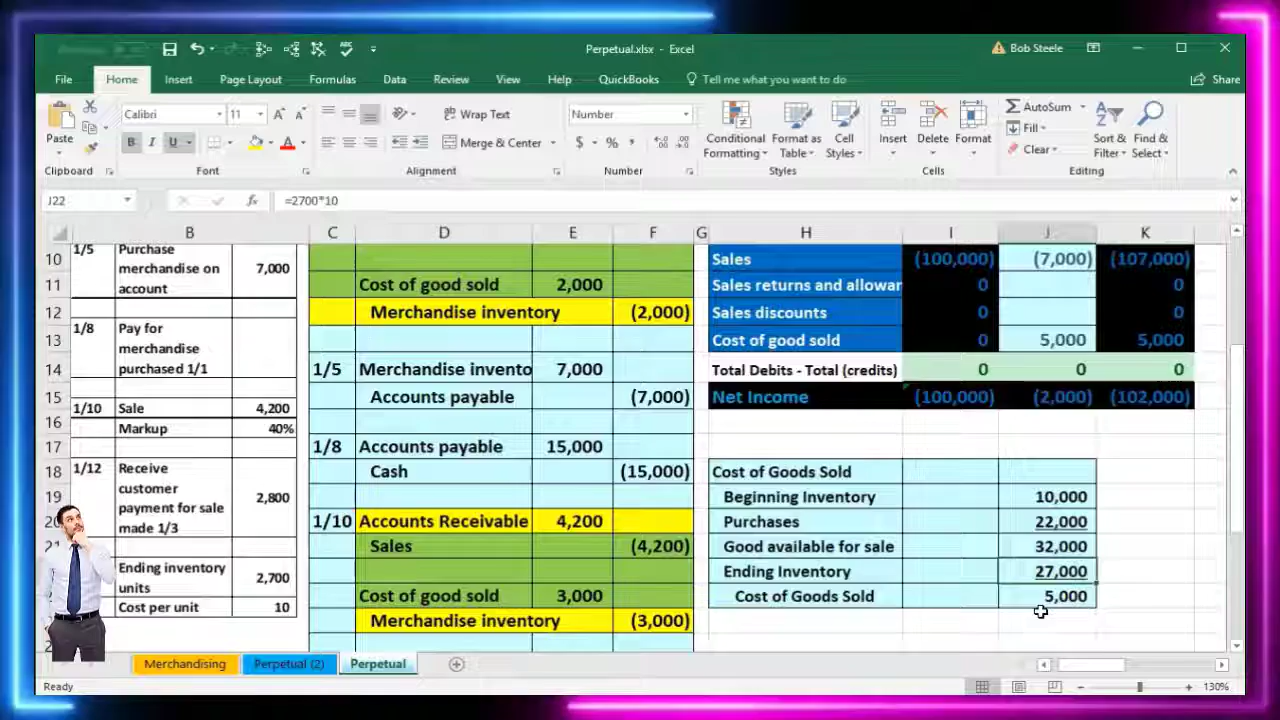 Perpetual.xlsx - Excel
Bob Steele
File Home Insert Page Layout Formulas Data Review View Help QuickBooks Tell me what you want to do Share
Calibri 11 Wrap Text Number AutoSum
Paste B I U Merge & Center $ % Conditional Formatting Format as Table Cell Styles Insert Delete Format Fill Clear Sort & Filter Find & Select
Clipboard Font Alignment Number Styles Cells Editing
J22 fx =2700*10
B C D E F G H I J K
10 1/5 Purchase merchandise on account 7,000 Sales (100,000) (7,000) (107,000)
11 Cost of good sold 2,000 Sales returns and allowar 0 0
12 Merchandise inventory (2,000) Sales discounts 0 0
13 1/8 Pay for merchandise purchased 1/1 Cost of good sold 0 5,000 5,000
14 1/5 Merchandise invento 7,000 Total Debits - Total (credits) 0 0 0
15 1/10 Sale 4,200 Accounts payable (7,000) Net Income (100,000) (2,000) (102,000)
16 Markup 40%
17 1/8 Accounts payable 15,000
18 1/12 Receive customer payment for sale made 1/3 2,800 Cash (15,000) Cost of Goods Sold
19 Beginning Inventory 10,000
20 1/10 Accounts Receivable 4,200 Purchases 22,000
Sales (4,200) Good available for sale 32,000
Ending inventory units 2,700 Ending Inventory 27,000
Cost per unit 10 Cost of good sold 3,000 Cost of Goods Sold 5,000
Merchandise inventory (3,000)
Merchandising Perpetual (2) Perpetual
Ready 130%